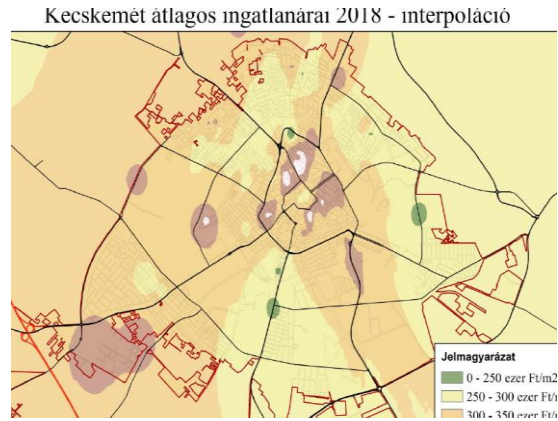 Kecskemét átlagos ingatlanárai 2018 - interpoláció
Jelmagyarázat
0 - 250 ezer Ft/m2
250 - 300 ezer Ft/
300 - 350 ezer Ft/